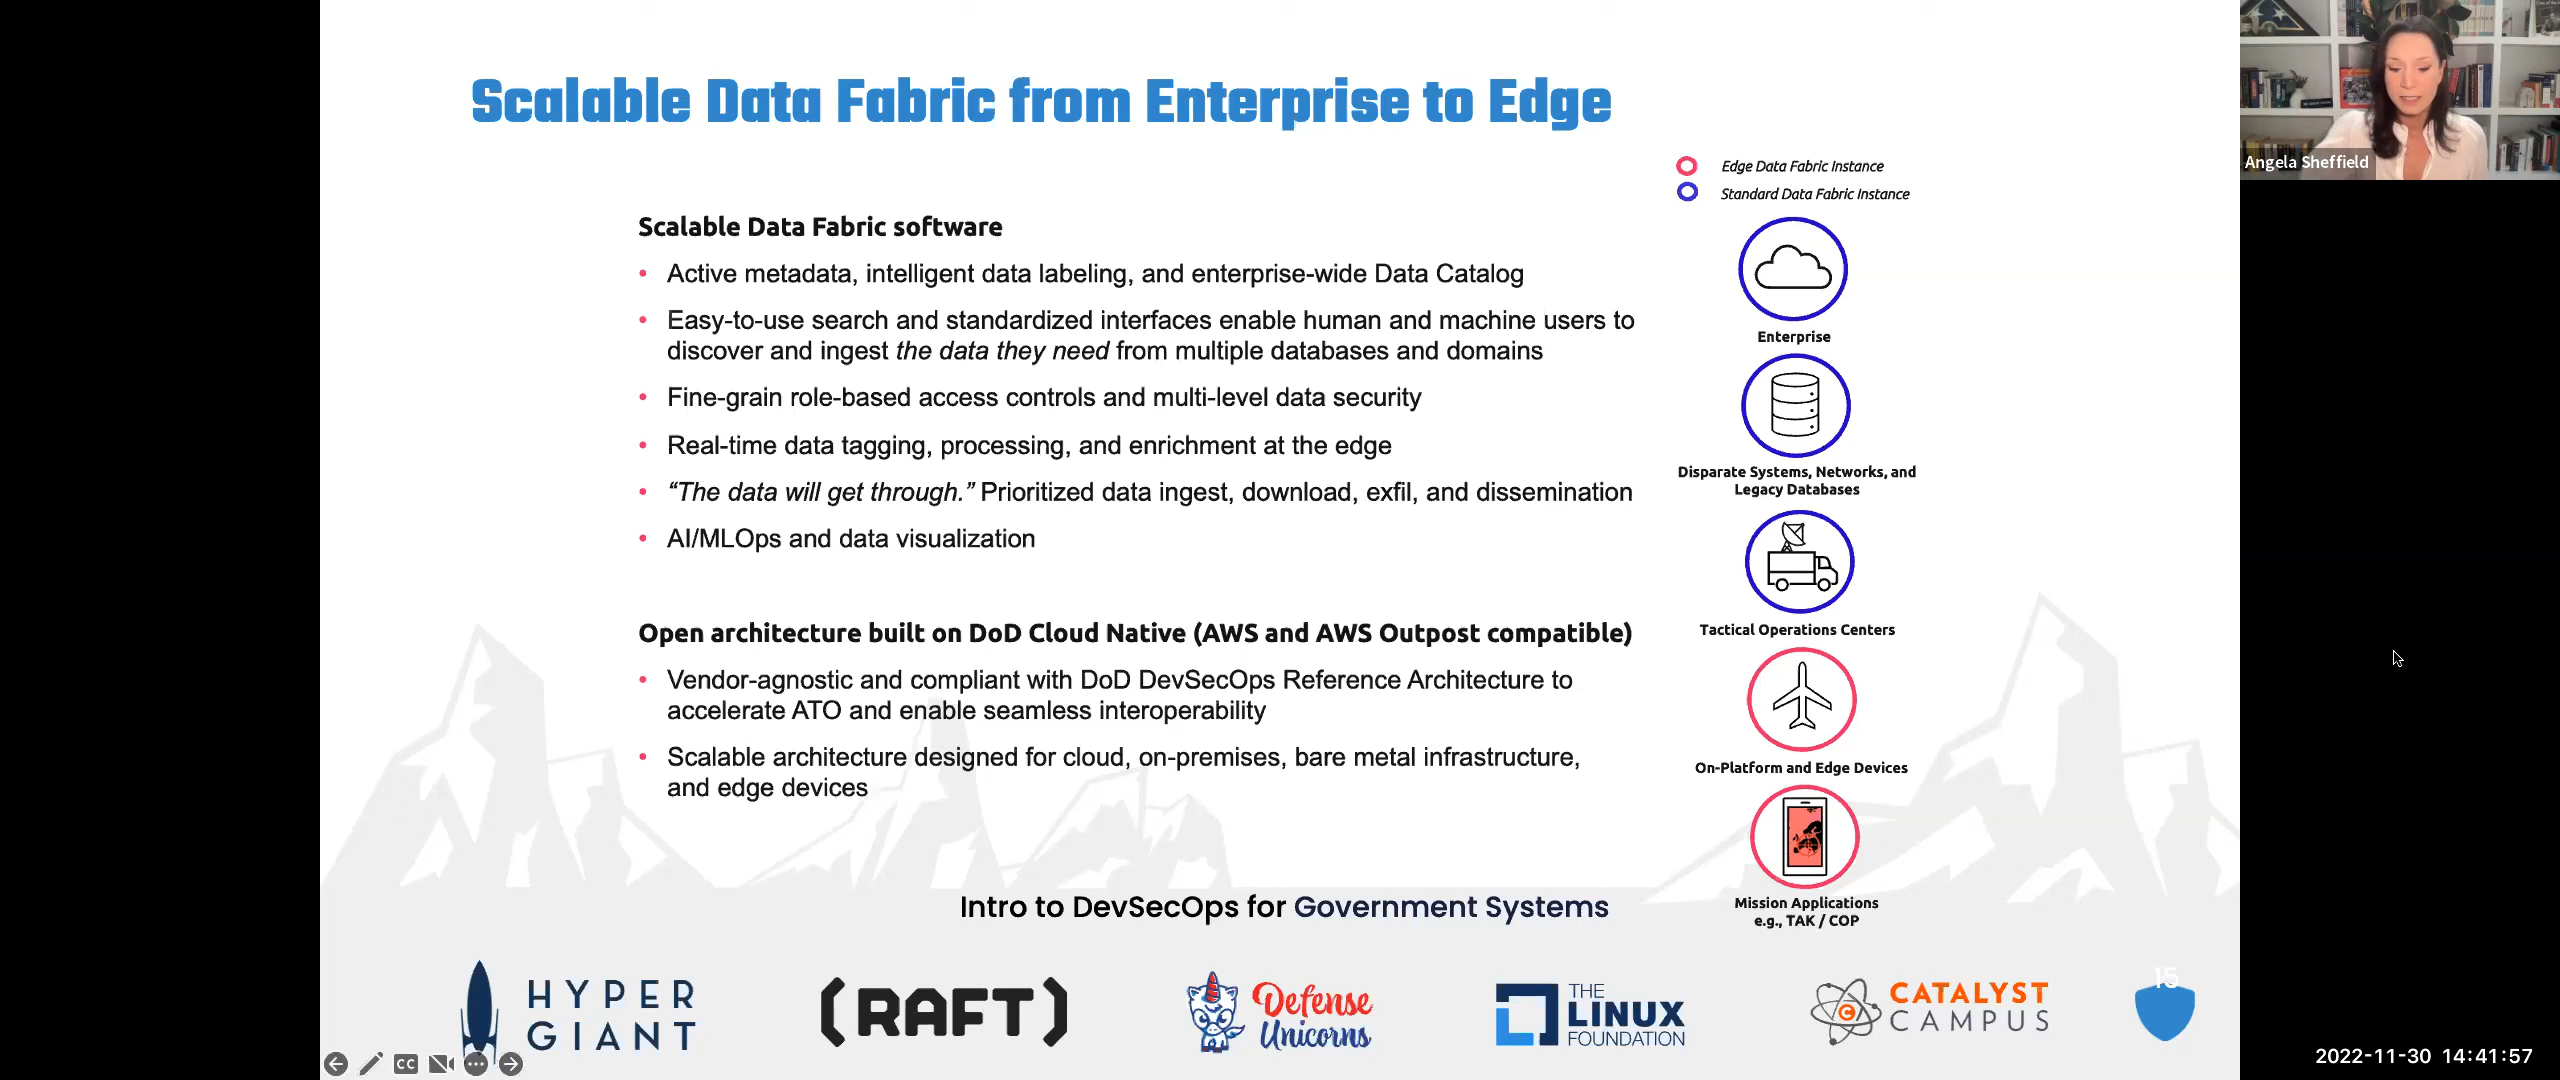 Scalable Data Fabric from Enterprise to Edge
Angela Sheffield
Edge Data Fabric Instance
Standard Data Fabric Instance
Scalable Data Fabric software
• Active metadata, intelligent data labeling, and enterprise-wide Data Catalog
• Easy-to-use search and standardized interfaces enable human and machine users to
discover and ingest the data they need from multiple databases and domains
• Fine-grain role-based access controls and multi-level data security
• Real-time data tagging, processing, and enrichment at the edge
• “The data will get through.” Prioritized data ingest, download, exfil, and dissemination
• AI/MLOps and data visualization
Open architecture built on DoD Cloud Native (AWS and AWS Outpost compatible)
• Vendor-agnostic and compliant with DoD DevSecOps Reference Architecture to
accelerate ATO and enable seamless interoperability
• Scalable architecture designed for cloud, on-premises, bare metal infrastructure,
and edge devices
Enterprise
Disparate Systems, Networks, and
Legacy Databases
Tactical Operations Centers
On-Platform and Edge Devices
Mission Applications
e.g., TAK / COP
Intro to DevSecOps for Government Systems
HYPER
GIANT
(RAFT)
Defense
Unicorns
THE
LINUX
FOUNDATION
C
CATALYST
CAMPUS
15
CC
2022-11-30 14:41:57